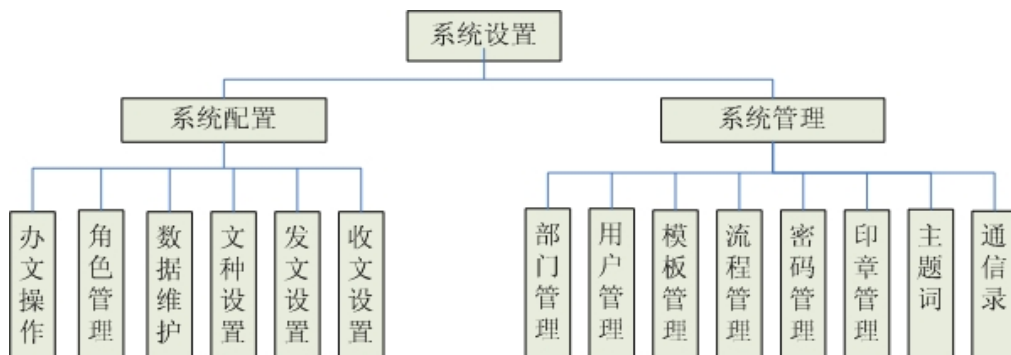 系统设置
系统配置
系统管理
办文操作
角色管理
数据维护
文种设置
发文设置
收文设置
部门管理
用户管理
模板管理
流程管理
密码管理
印章管理
主题词
通信录